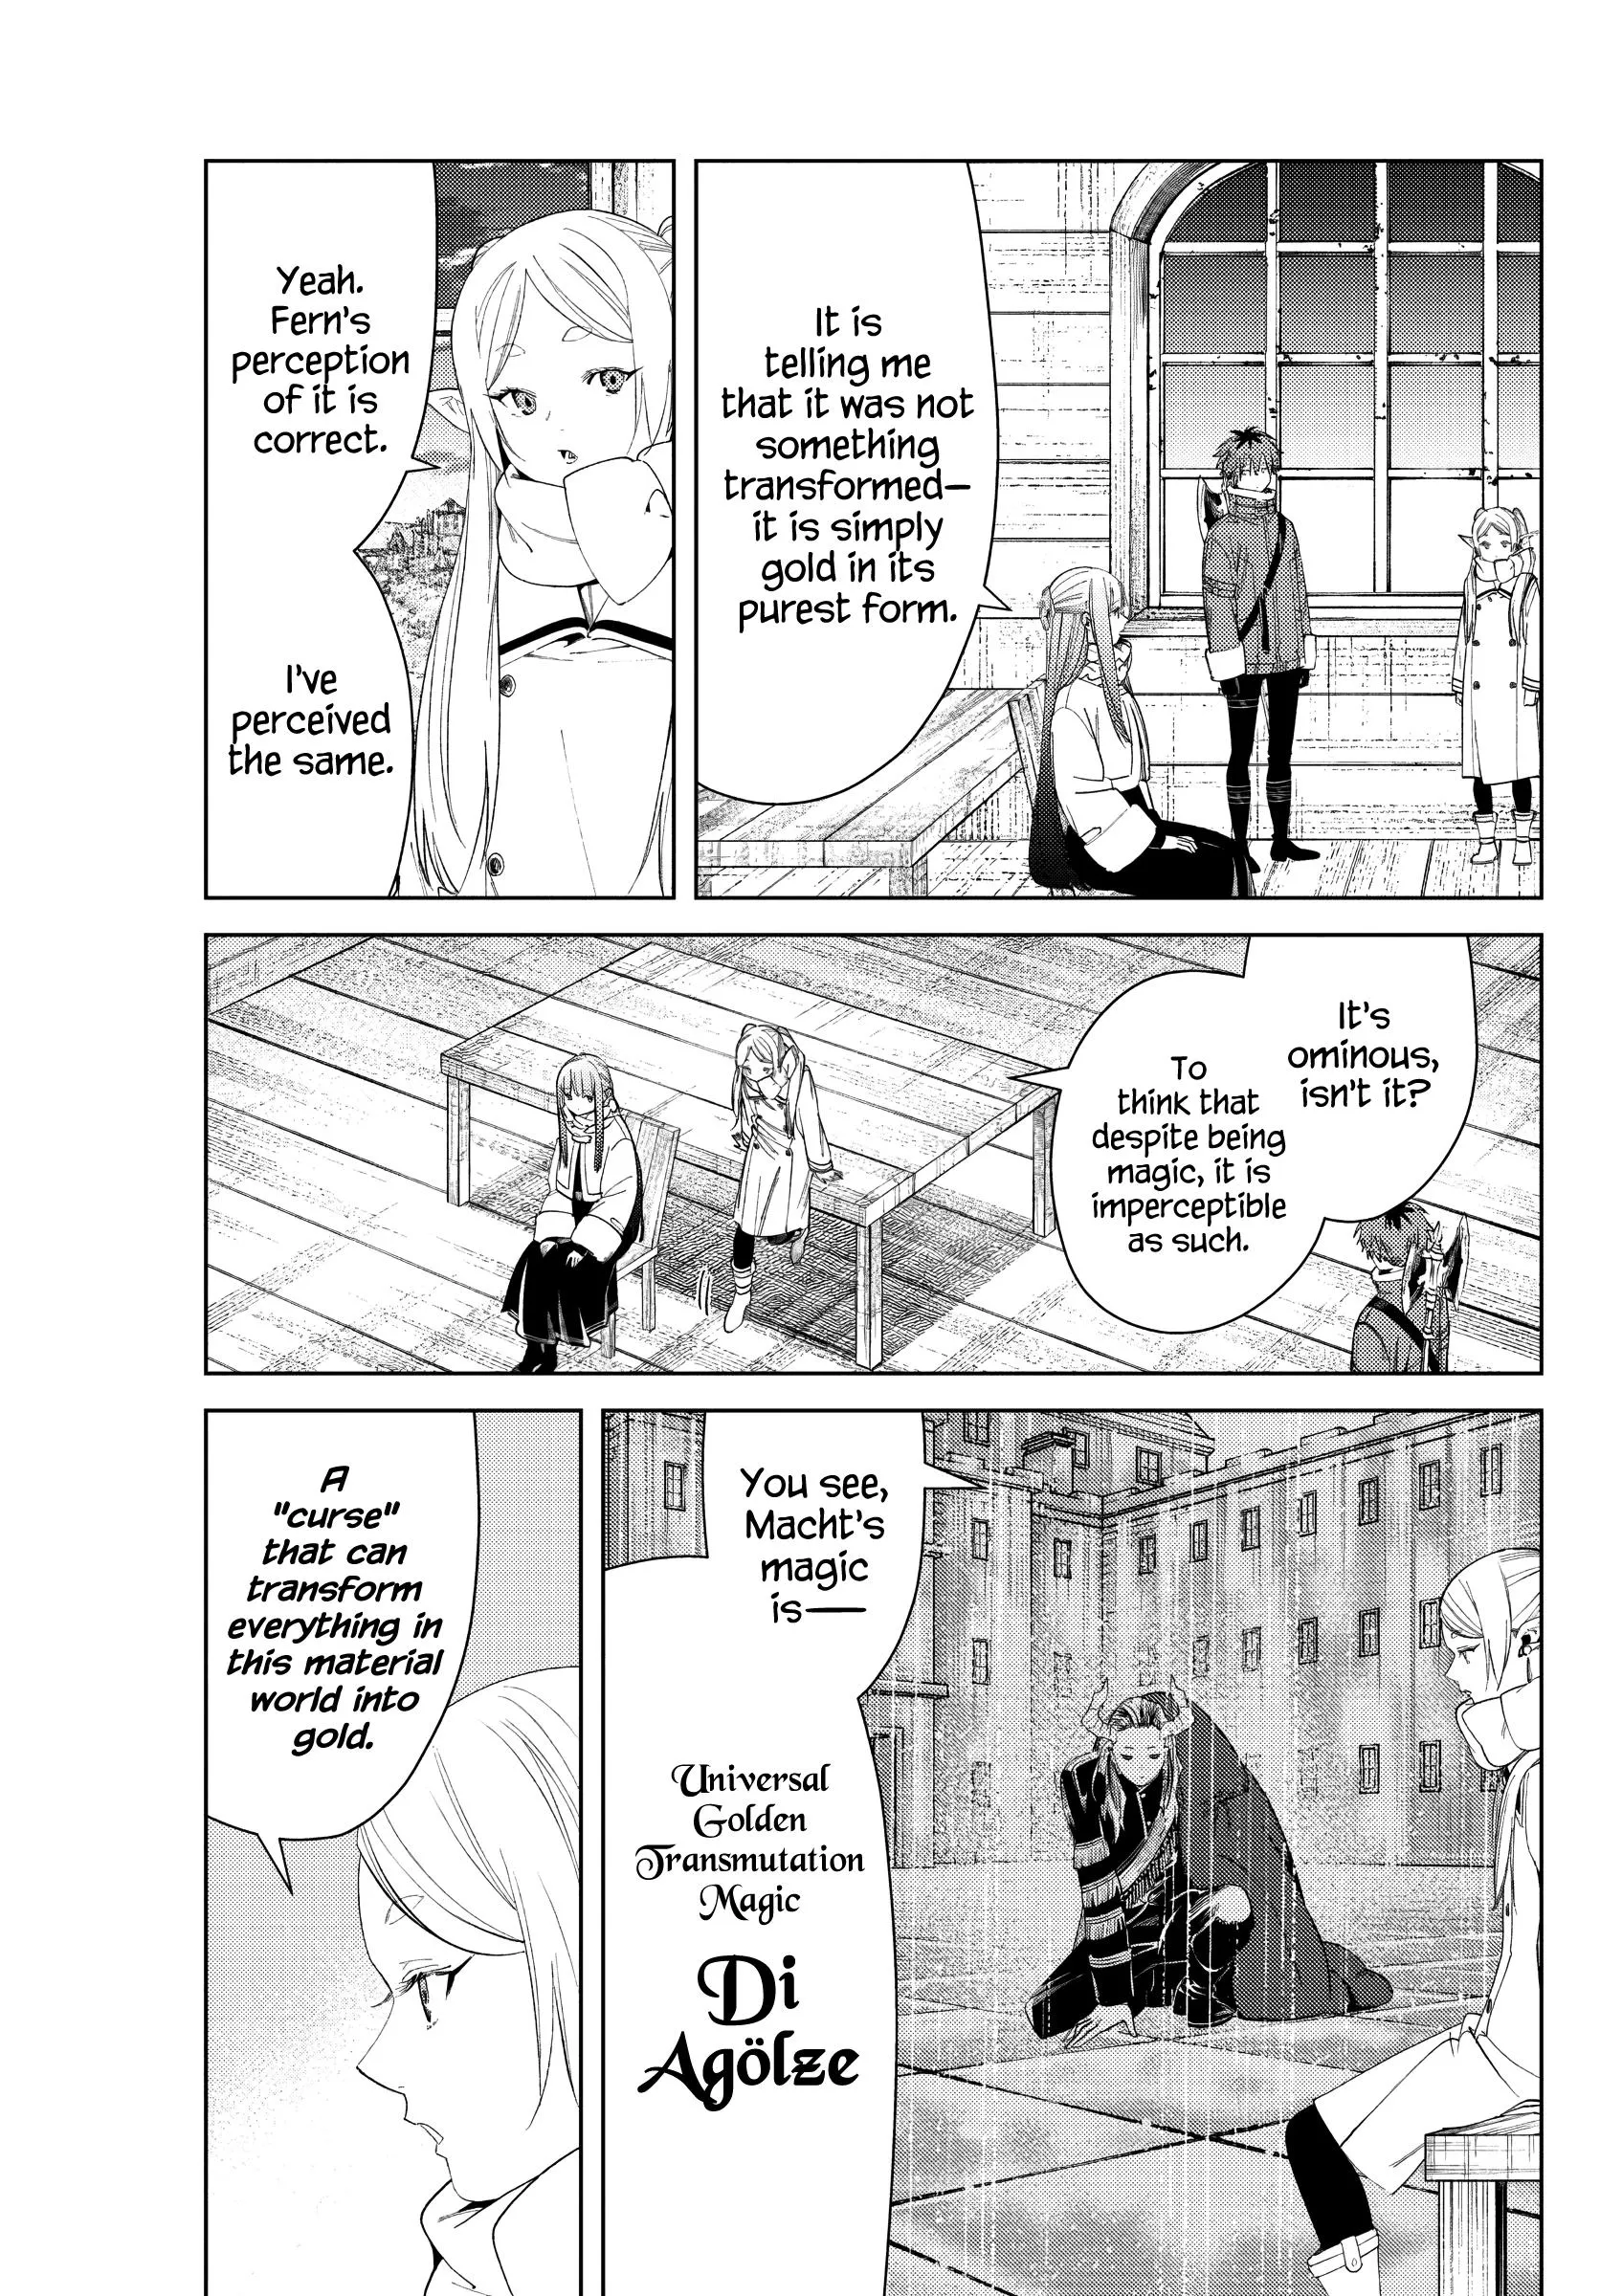 It is
telling me
that it was not
something
transformed—
it is simply
gold in its
purest form.
Yeah.
Fern's
perception
of it is
correct.
I've
perceived
the same.
It's
ominous,
isn't it?
To
think that
despite being
magic, it is
imperceptible
as such.
You see,
Macht's
magic
is——
Universal
Golden
Transmutation
Magic
Di
Agölze
A
"curse"
that can
transform
everything in
this material
world into
gold.